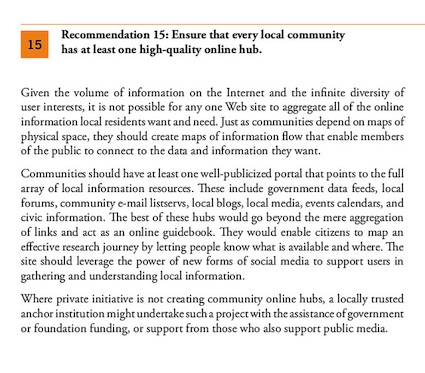 15
Recommendation 15: Ensure that every local community
has at least one high-quality online hub.
Given the volume of information on the Internet and the infinite diversity of
user interests, it is not possible for any one Web site to aggregate all of the online
information local residents want and need. Just as communities depend on maps of
physical space, they should create maps of information flow that enable members
of the public to connect to the data and information they want.
Communities should have at least one well-publicized portal that points to the full
array of local information resources. These include government data feeds, local
forums, community e-mail listservs, local blogs, local media, events calendars, and
civic information. The best of these hubs would go beyond the mere aggregation
of links and act as an online guidebook. They would enable citizens to map an
effective research journey by letting people know what is available and where. The
site should leverage the power of new forms of social media to support users in
gathering and understanding local information.
Where private initiative is not creating community online hubs, a locally trusted
anchor institution might undertake such a project with the assistance of government
or foundation funding, or support from those who also support public media.